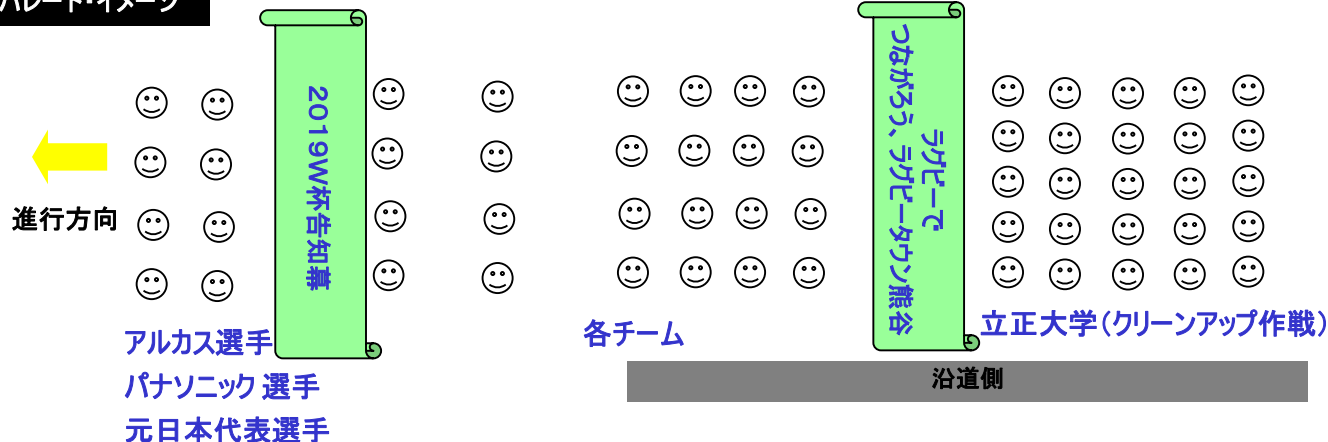 パレード・イメージ
進行方向
2019W杯告知幕
アルカス選手
パナソニック 選手
元日本代表選手
各チーム
ラグビーで
つながろう、ラグビータウン熊谷
立正大学(クリーンアップ作戦)
沿道側